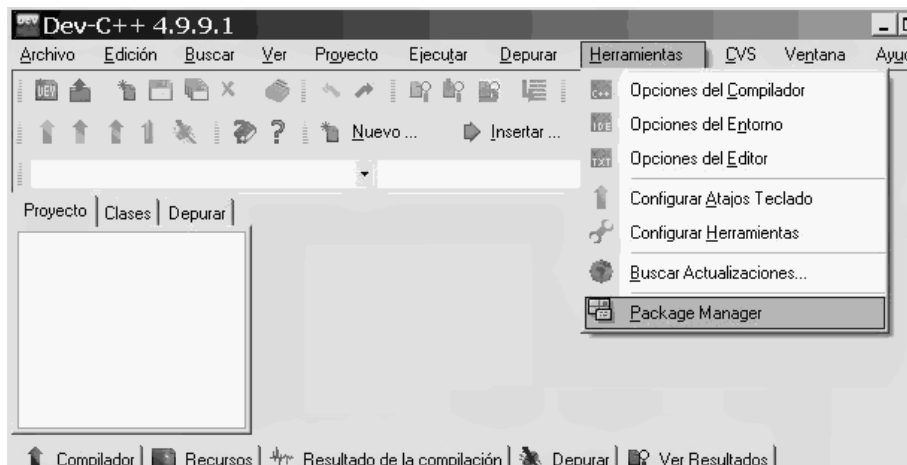 Dev-C++ 4.9.9.1
Archivo Edición Buscar Ver Proyecto Ejecutar Depurar Herramientas CVS Ventana
Nuevo ... Insertar ...
Proyecto Clases Depurar
Opciones del Compilador
Opciones del Entorno
Opciones del Editor
Configurar Atajos Teclado
Configurar Herramientas
Buscar Actualizaciones...
Package Manager
Compilador Recursos Resultado de la compilación Depurar Ver Resultados